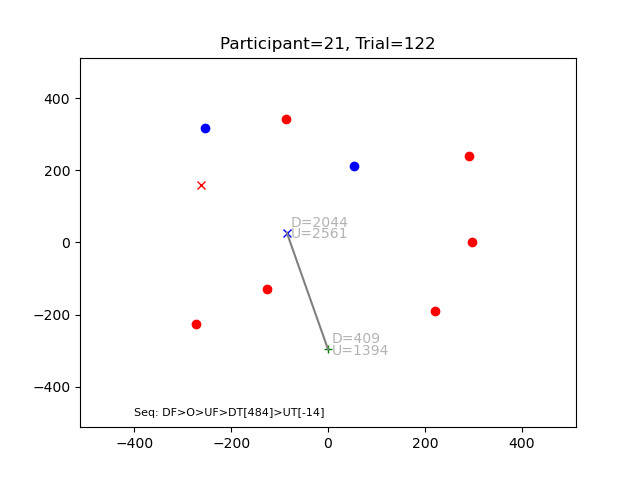 Participant=21, Trial=122
400
200
0
−200
−400
D=2044
U=2561
D=409
U=1394
Seq: DF>O>UF>DT[484]>UT[-14]
−400 −200 0 200 400